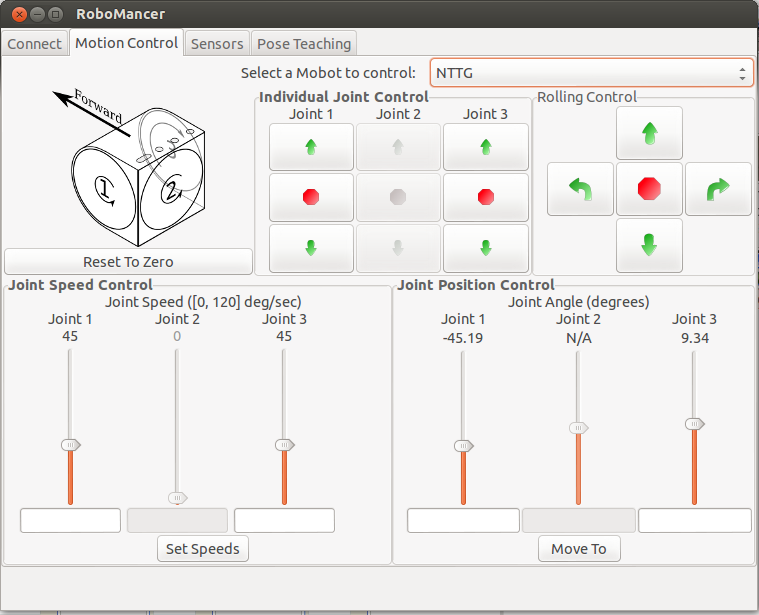 RoboMancer
Connect Motion Control Sensors Pose Teaching
Select a Mobot to control: NTTG
Forward
1 2
Reset To Zero
Individual Joint Control
Joint 1 Joint 2 Joint 3
Rolling Control
Joint Speed Control
Joint Speed ([0, 120] deg/sec)
Joint 1 Joint 2 Joint 3
45 0 45
Set Speeds
Joint Position Control
Joint Angle (degrees)
Joint 1 Joint 2 Joint 3
-45.19 N/A 9.34
Move To